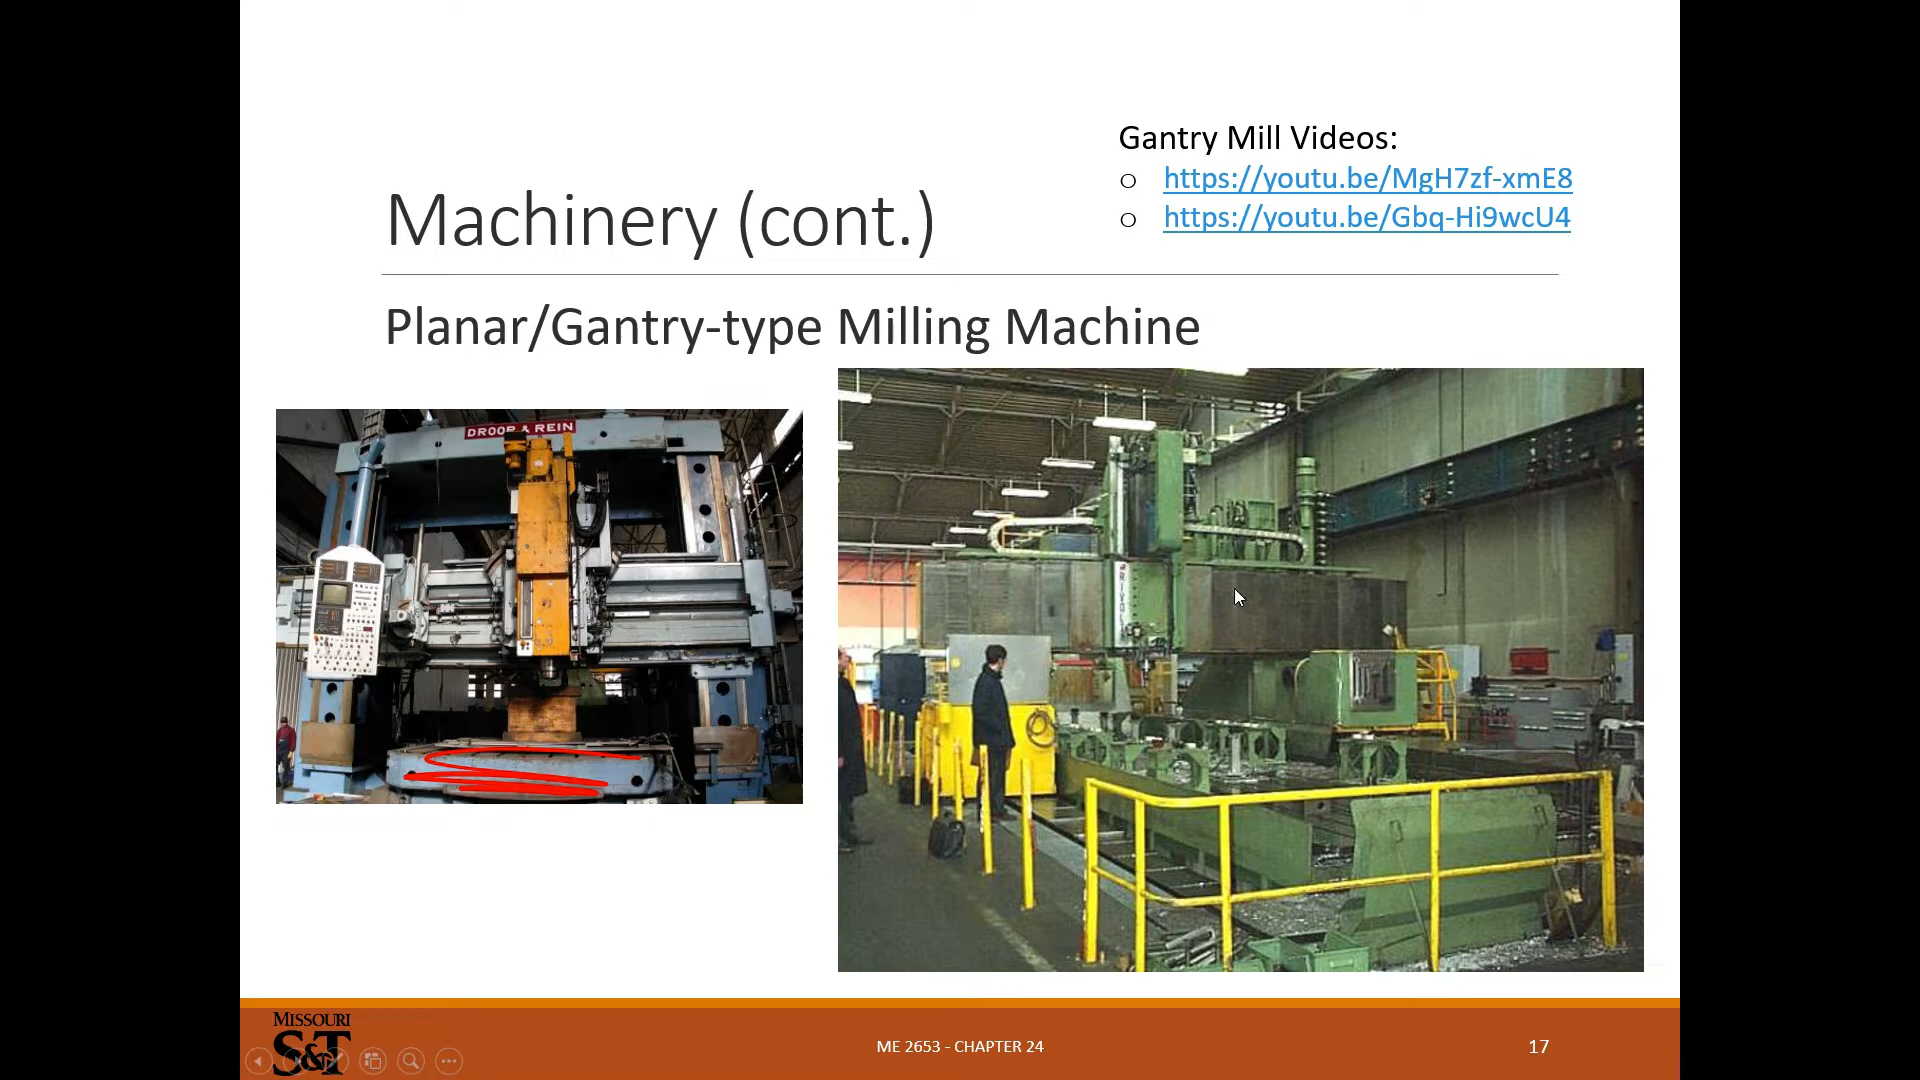 Gantry Mill Videos:
https://youtu.be/MgH7zf-xmE8
https://youtu.be/Gbq-Hi9wcU4
Machinery (cont.)
Planar/Gantry-type Milling Machine
DROOP & REIN
RIVOL
MISSOURI
S&T
ME 2653 - CHAPTER 24
17